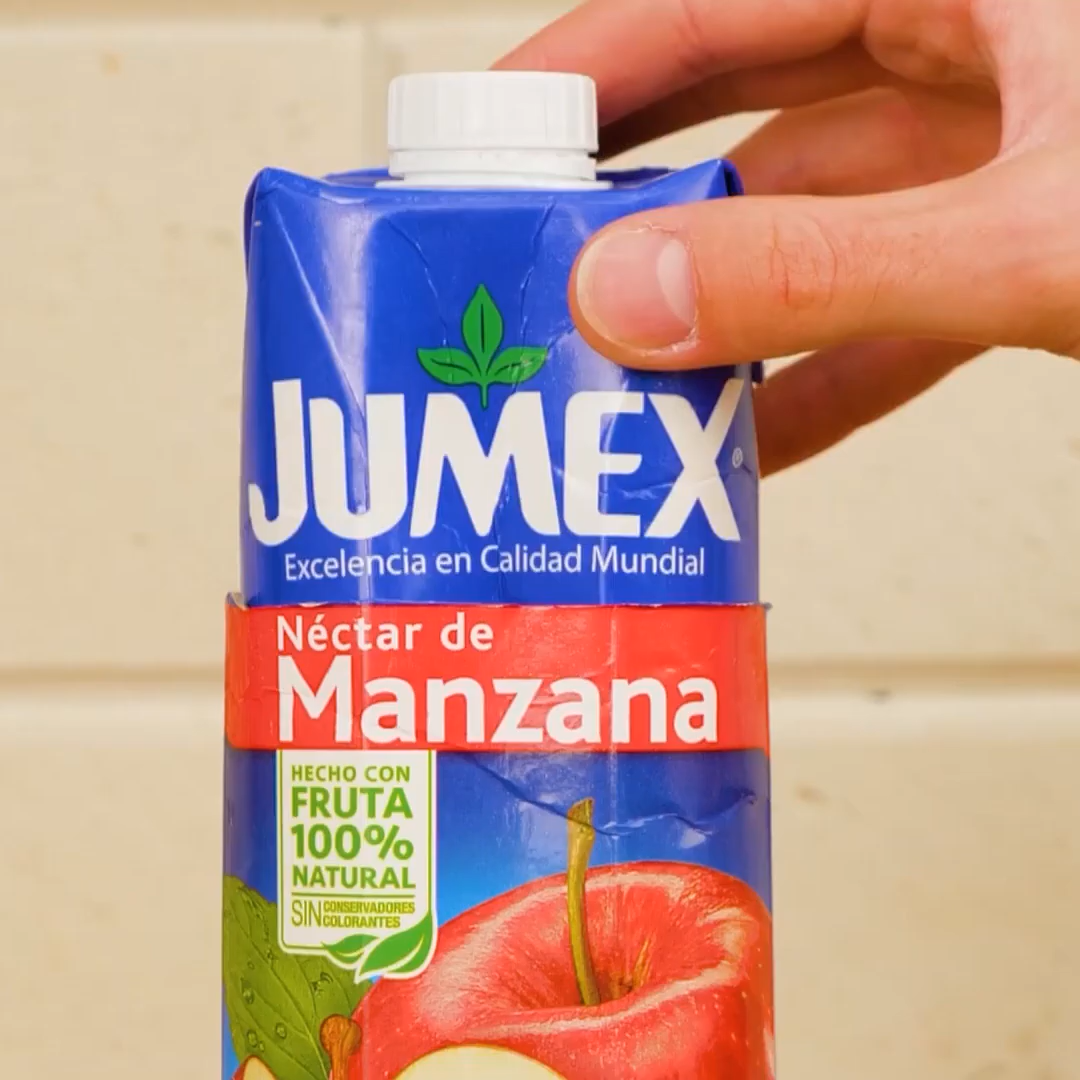 JUMEX®
Excelencia en Calidad Mundial
Néctar de
Manzana
HECHO CON
FRUTA
100%
NATURAL
SIN CONSERVADORES
COLORANTES